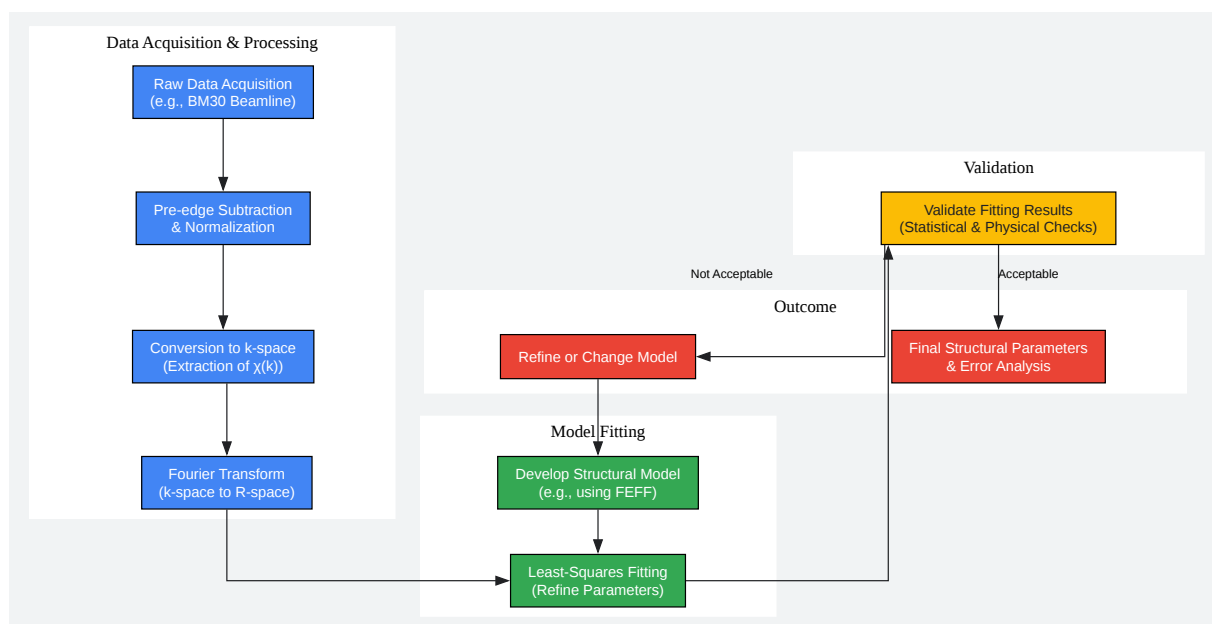 Data Acquisition & Processing
Raw Data Acquisition
(e.g., BM30 Beamline)
Pre-edge Subtraction
& Normalization
Conversion to k-space
(Extraction of χ(k))
Fourier Transform
(k-space to R-space)
Validation
Validate Fitting Results
(Statistical & Physical Checks)
Not Acceptable
Acceptable
Outcome
Refine or Change Model
Final Structural Parameters
& Error Analysis
Model Fitting
Develop Structural Model
(e.g., using FEFF)
Least-Squares Fitting
(Refine Parameters)